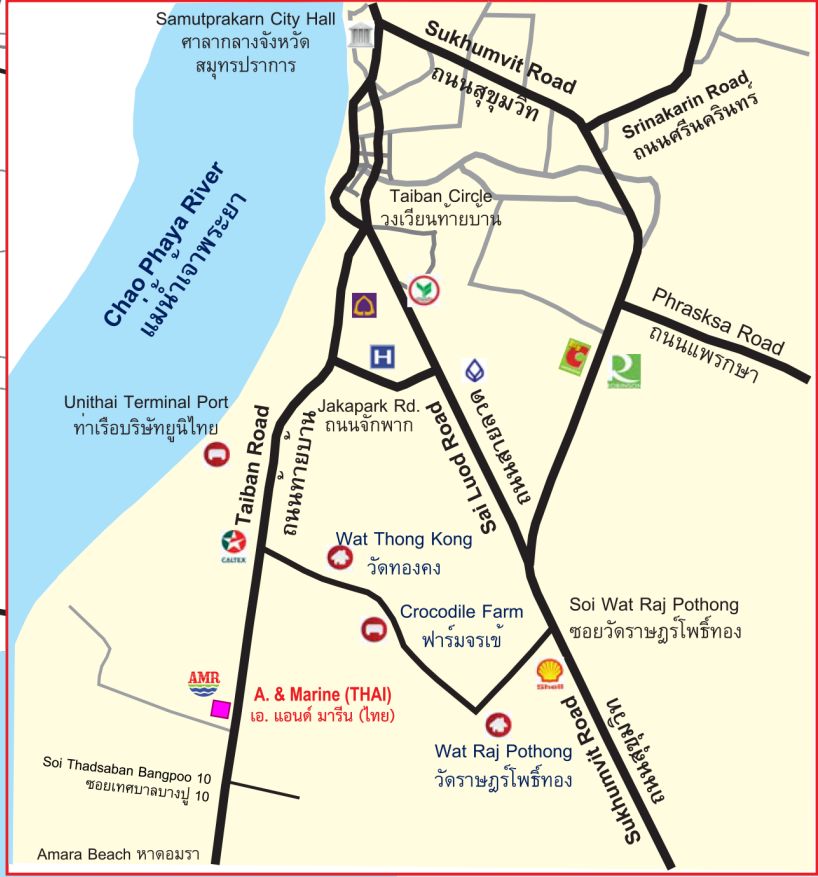 Samutprakarn City Hall
ศาลากลางจังหวัด
สมุทรปราการ
Sukhumvit Road
ถนนสุขุมวิท
Srinakarin Road
ถนนศรีนครินทร์
Chao Phaya River
แม่น้ำเจ้าพระยา
Taiban Circle
วงเวียนท้ายบ้าน
Phrasksa Road
ถนนแพรกษา
H
ROBINSON
Unithai Terminal Port
ท่าเรือบริษัทยูนิไทย
Jakapark Rd.
ถนนจักพาก
Taiban Road
ถนนท้ายบ้าน
Sai Luod Road
ถนนสายลวด
CALTEX
Wat Thong Kong
วัดทองคง
Crocodile Farm
ฟาร์มจรเข้
Soi Wat Raj Pothong
ซอยวัดราษฎร์โพธิ์ทอง
Shell
AMR
A. & Marine (THAI)
เอ. แอนด์ มารีน (ไทย)
Wat Raj Pothong
วัดราษฎร์โพธิ์ทอง
Sukhumvit Road
ถนนสุขุมวิท
Soi Thadsaban Bangpoo 10
ซอยเทศบาลบางปู 10
Amara Beach หาดอมรา